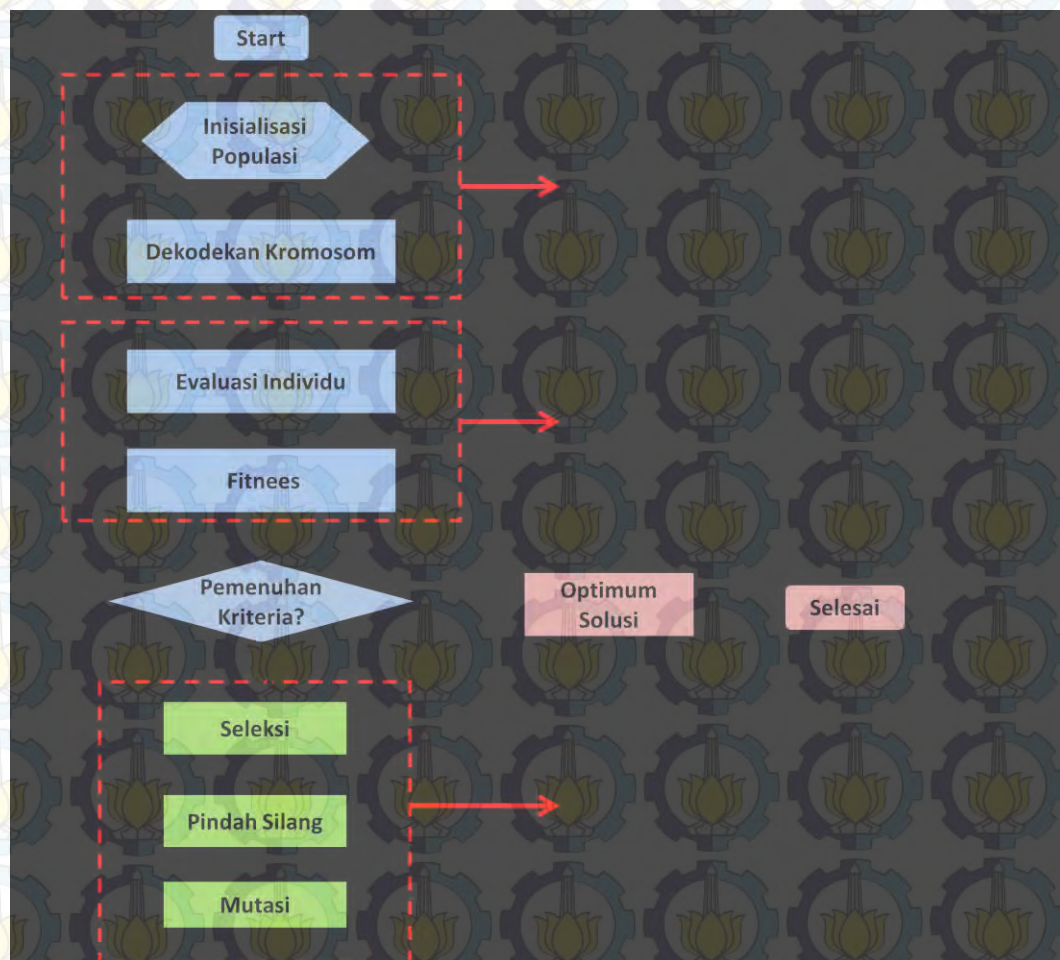 Start
Inisialisasi
Populasi
Dekodekan Kromosom
Evaluasi Individu
Fitnees
Pemenuhan
Kriteria?
Optimum
Solusi
Selesai
Seleksi
Pindah Silang
Mutasi